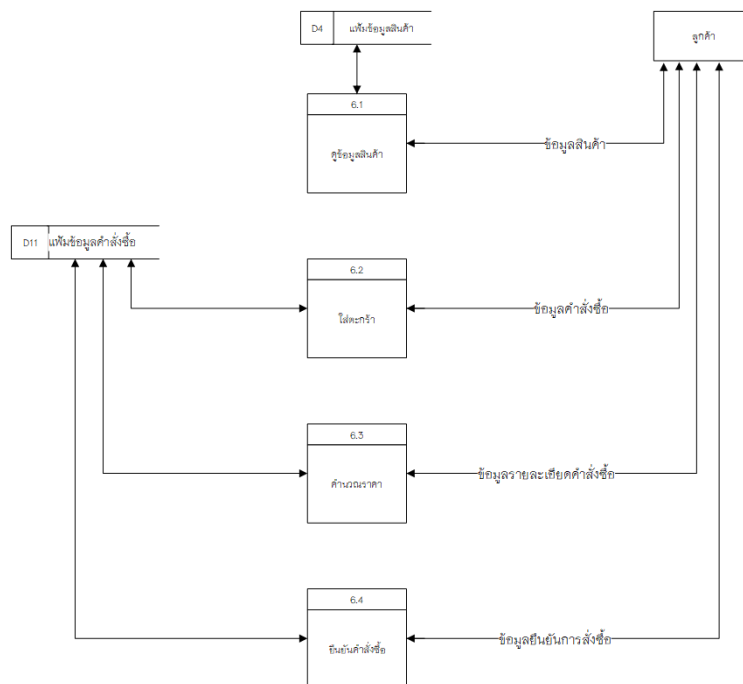 D4 แฟ้มข้อมูลสินค้า
ลูกค้า
6.1
ดูข้อมูลสินค้า
ข้อมูลสินค้า
D11 แฟ้มข้อมูลคำสั่งซื้อ
6.2
ใส่ตะกร้า
ข้อมูลคำสั่งซื้อ
6.3
คำนวณราคา
ข้อมูลรายละเอียดคำสั่งซื้อ
6.4
ยืนยันคำสั่งซื้อ
ข้อมูลยืนยันการสั่งซื้อ